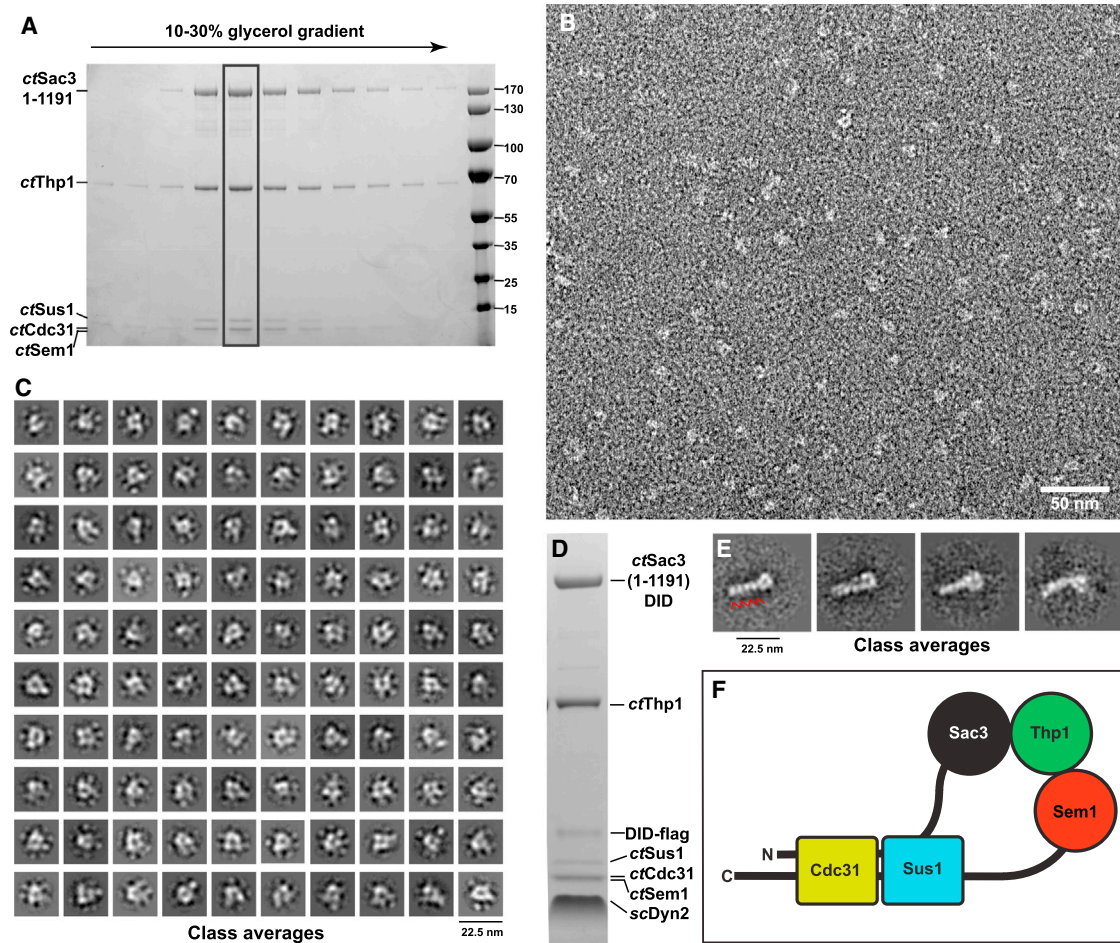 A
10-30% glycerol gradient
ctSac3
1-1191
ctThp1
ctSus1
ctCdc31
ctSem1
170
130
100
70
55
35
25
15
B
50 nm
C
Class averages
22.5 nm
D
ctSac3
(1-1191)
DID
ctThp1
DID-flag
ctSus1
ctCdc31
ctSem1
scDyn2
E
22.5 nm
Class averages
F
Sac3
Thp1
Sem1
N
C
Cdc31
Sus1